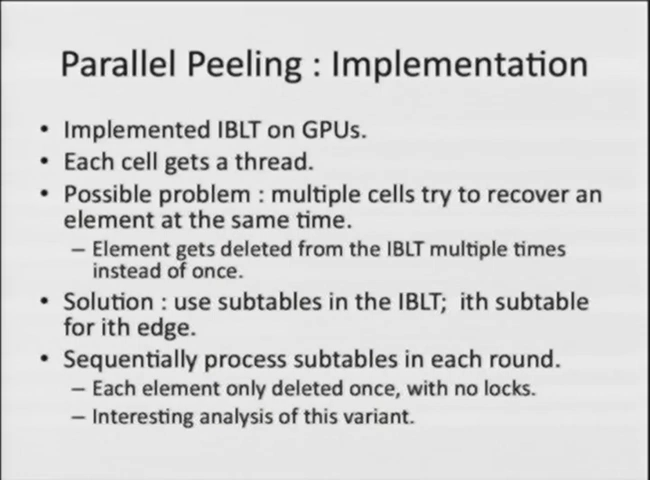 Parallel Peeling : Implementation
• Implemented IBLT on GPUs.
• Each cell gets a thread.
• Possible problem : multiple cells try to recover an
element at the same time.
– Element gets deleted from the IBLT multiple times
instead of once.
• Solution : use subtables in the IBLT;  ith subtable
for ith edge.
• Sequentially process subtables in each round.
– Each element only deleted once, with no locks.
– Interesting analysis of this variant.